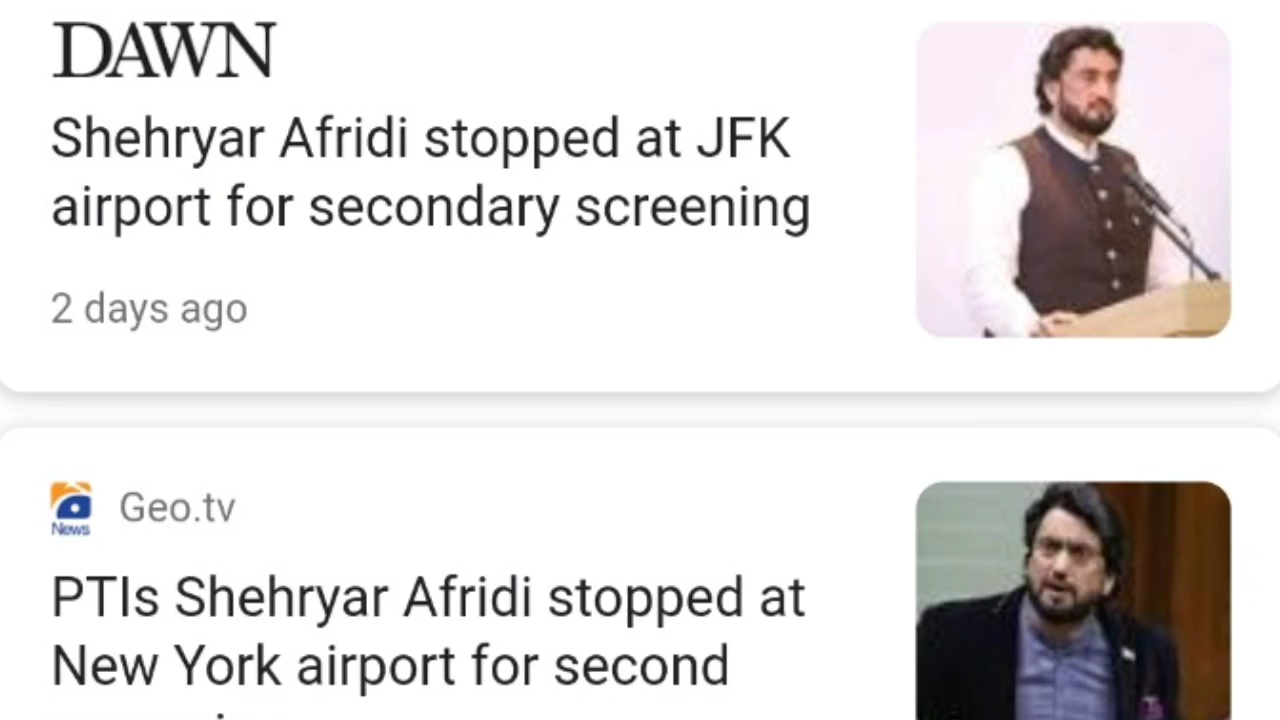 DAWN
Shehryar Afridi stopped at JFK
airport for secondary screening
2 days ago
News
Geo.tv
PTIs Shehryar Afridi stopped at
New York airport for second